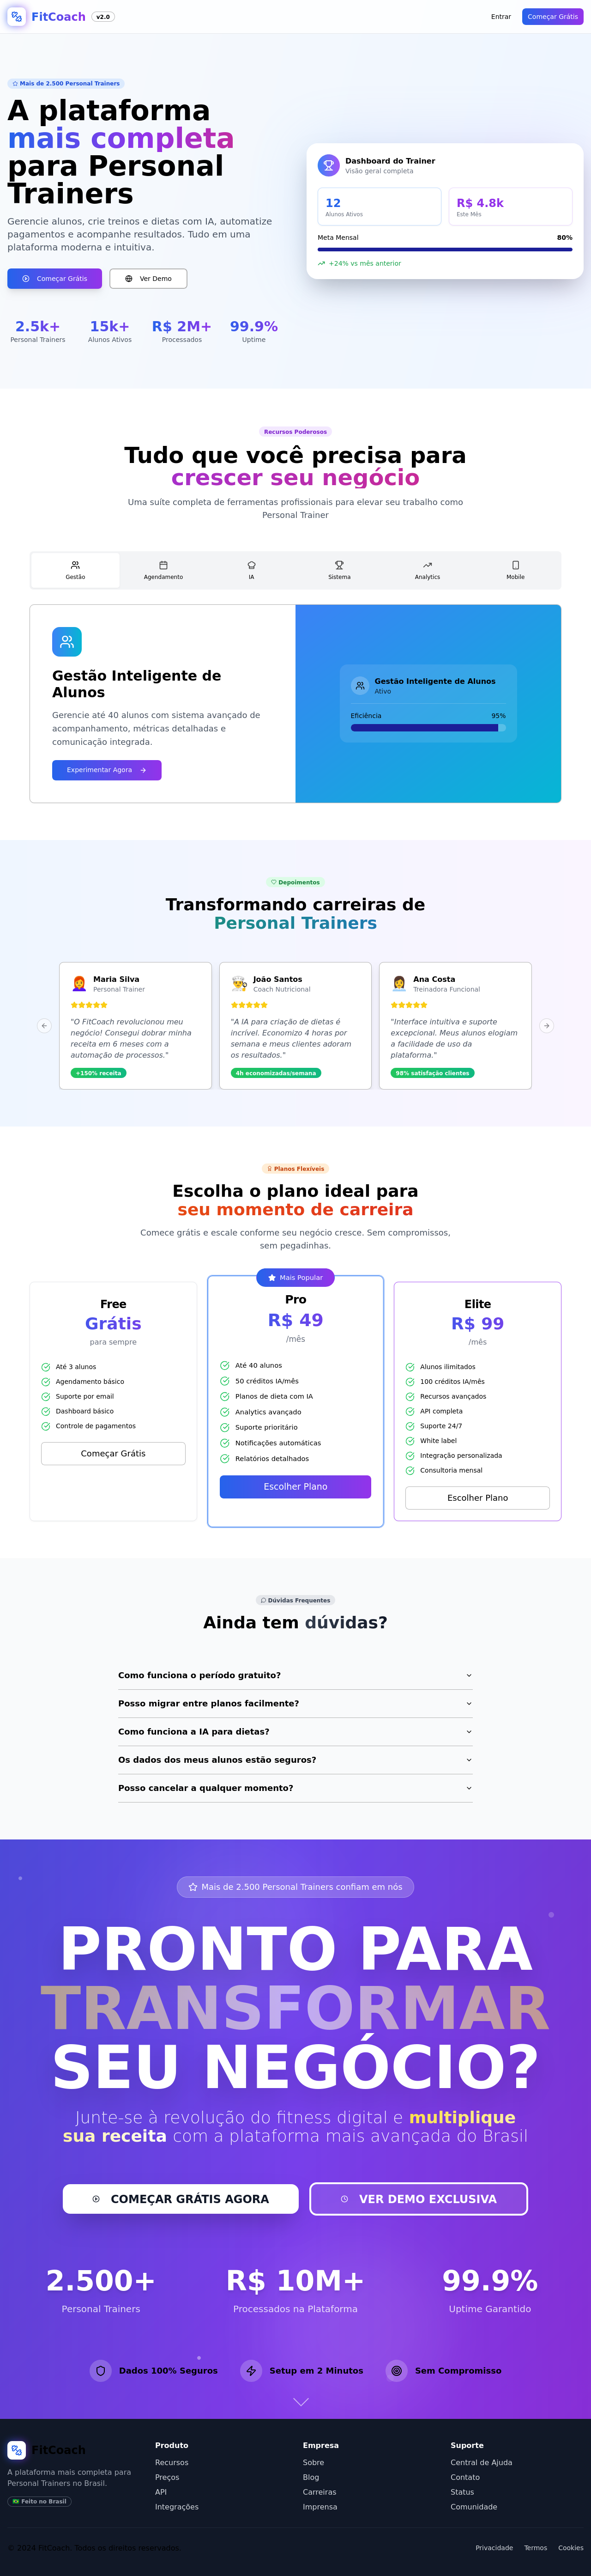 FitCoach
v2.0
Entrar
Começar Grátis
Mais de 2.500 Personal Trainers
A plataforma
mais completa
para Personal
Trainers
Gerencie alunos, crie treinos e dietas com IA, automatize
pagamentos e acompanhe resultados. Tudo em uma
plataforma moderna e intuitiva.
Começar Grátis
Ver Demo
2.5k+
Personal Trainers
15k+
Alunos Ativos
R$ 2M+
Processados
99.9%
Uptime
Dashboard do Trainer
Visão geral completa
12
Alunos Ativos
R$ 4.8k
Este Mês
Meta Mensal
80%
+24% vs mês anterior
Recursos Poderosos
Tudo que você precisa para
crescer seu negócio
Uma suíte completa de ferramentas profissionais para elevar seu trabalho como
Personal Trainer
Gestão
Agendamento
IA
Sistema
Analytics
Mobile
Gestão Inteligente de
Alunos
Gerencie até 40 alunos com sistema avançado de
acompanhamento, métricas detalhadas e
comunicação integrada.
Experimentar Agora
Gestão Inteligente de Alunos
Ativo
Eficiência
95%
Depoimentos
Transformando carreiras de
Personal Trainers
Maria Silva
Personal Trainer
"O FitCoach revolucionou meu
negócio! Consegui dobrar minha
receita em 6 meses com a
automação de processos."
+150% receita
João Santos
Coach Nutricional
"A IA para criação de dietas é
incrível. Economizo 4 horas por
semana e meus clientes adoram
os resultados."
4h economizadas/semana
Ana Costa
Treinadora Funcional
"Interface intuitiva e suporte
excepcional. Meus alunos elogiam
a facilidade de uso da
plataforma."
98% satisfação clientes
Planos Flexíveis
Escolha o plano ideal para
seu momento de carreira
Comece grátis e escale conforme seu negócio cresce. Sem compromissos,
sem pegadinhas.
Free
Grátis
para sempre
Até 3 alunos
Agendamento básico
Suporte por email
Dashboard básico
Controle de pagamentos
Começar Grátis
Mais Popular
Pro
R$ 49
/mês
Até 40 alunos
50 créditos IA/mês
Planos de dieta com IA
Analytics avançado
Suporte prioritário
Notificações automáticas
Relatórios detalhados
Escolher Plano
Elite
R$ 99
/mês
Alunos ilimitados
100 créditos IA/mês
Recursos avançados
API completa
Suporte 24/7
White label
Integração personalizada
Consultoria mensal
Escolher Plano
Dúvidas Frequentes
Ainda tem dúvidas?
Como funciona o período gratuito?
Posso migrar entre planos facilmente?
Como funciona a IA para dietas?
Os dados dos meus alunos estão seguros?
Posso cancelar a qualquer momento?
Mais de 2.500 Personal Trainers confiam em nós
PRONTO PARA
TRANSFORMAR
SEU NEGÓCIO?
Junte-se à revolução do fitness digital e multiplique
sua receita com a plataforma mais avançada do Brasil
COMEÇAR GRÁTIS AGORA
VER DEMO EXCLUSIVA
2.500+
Personal Trainers
R$ 10M+
Processados na Plataforma
99.9%
Uptime Garantido
Dados 100% Seguros
Setup em 2 Minutos
Sem Compromisso
FitCoach
A plataforma mais completa para
Personal Trainers no Brasil.
Feito no Brasil
Produto
Recursos
Preços
API
Integrações
Empresa
Sobre
Blog
Carreiras
Imprensa
Suporte
Central de Ajuda
Contato
Status
Comunidade
© 2024 FitCoach. Todos os direitos reservados.
Privacidade
Termos
Cookies